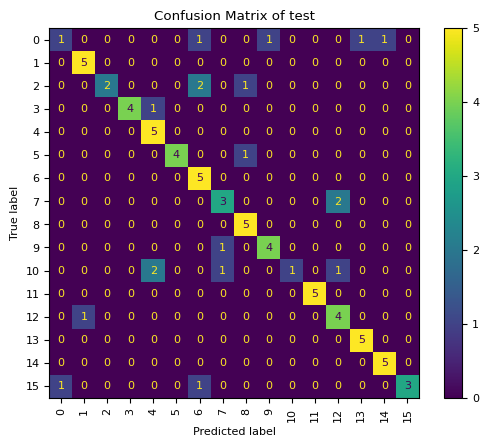 Confusion Matrix of test
True label
0 1 0 0 0 0 0 1 0 0 1 0 0 0 1 1 0
1 0 5 0 0 0 0 0 0 0 0 0 0 0 0 0 0
2 0 0 2 0 0 0 2 0 1 0 0 0 0 0 0 0
3 0 0 0 4 1 0 0 0 0 0 0 0 0 0 0 0
4 0 0 0 0 5 0 0 0 0 0 0 0 0 0 0 0
5 0 0 0 0 0 4 0 0 1 0 0 0 0 0 0 0
6 0 0 0 0 0 0 5 0 0 0 0 0 0 0 0 0
7 0 0 0 0 0 0 0 3 0 0 0 0 2 0 0 0
8 0 0 0 0 0 0 0 0 5 0 0 0 0 0 0 0
9 0 0 0 0 0 0 0 1 0 4 0 0 0 0 0 0
10 0 0 0 0 2 0 0 1 0 0 1 0 1 0 0 0
11 0 0 0 0 0 0 0 0 0 0 0 5 0 0 0 0
12 0 1 0 0 0 0 0 0 0 0 0 0 4 0 0 0
13 0 0 0 0 0 0 0 0 0 0 0 0 0 5 0 0
14 0 0 0 0 0 0 0 0 0 0 0 0 0 0 5 0
15 1 0 0 0 0 0 1 0 0 0 0 0 0 0 0 3
0 1 2 3 4 5 6 7 8 9 10 11 12 13 14 15
Predicted label
5
4
3
2
1
0